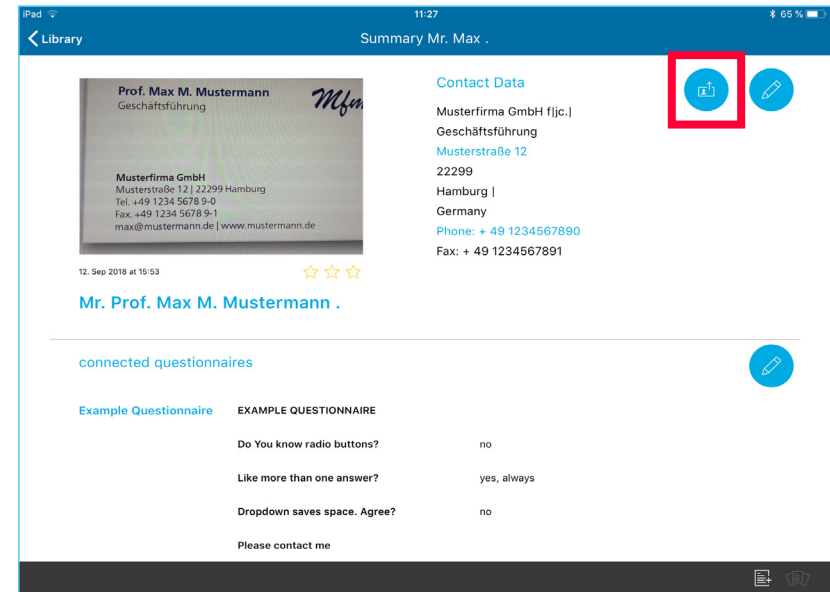 iPad 11:27 65 %
Library Summary Mr. Max .
Prof. Max M. Mustermann
Geschäftsführung
Musterfirma GmbH
Musterstraße 12 | 22299 Hamburg
Tel. +49 1234 5678 9-0
Fax. +49 1234 5678 9-1
max@mustermann.de | www.mustermann.de
12. Sep 2018 at 15:53
Mr. Prof. Max M. Mustermann .
Contact Data
Musterfirma GmbH f|jc.|
Geschäftsführung
Musterstraße 12
22299
Hamburg |
Germany
Phone: + 49 1234567890
Fax: + 49 1234567891
connected questionnaires
Example Questionnaire EXAMPLE QUESTIONNAIRE
Do You know radio buttons? no
Like more than one answer? yes, always
Dropdown saves space. Agree? no
Please contact me